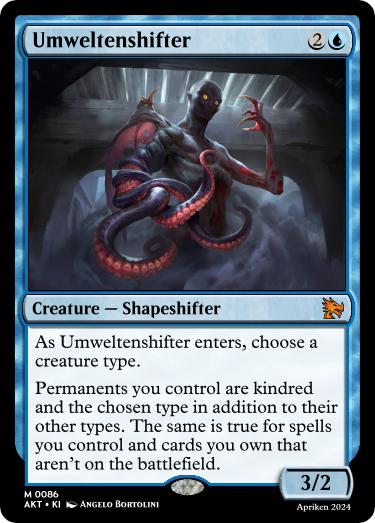 Umweltenshifter
2
Creature — Shapeshifter
As Umweltenshifter enters, choose a
creature type.
Permanents you control are kindred
and the chosen type in addition to their
other types. The same is true for spells
you control and cards you own that
aren't on the battlefield.
3/2
M 0086
AKT • KI Angelo Bortolini
Apriken 2024